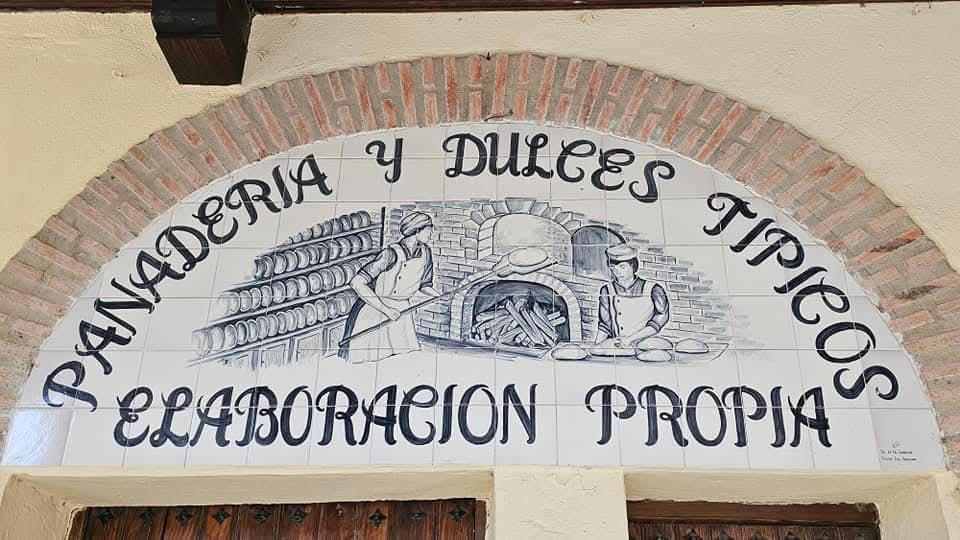 PANADERIA Y DULCES TIPICOS
ELABORACION PROPIA